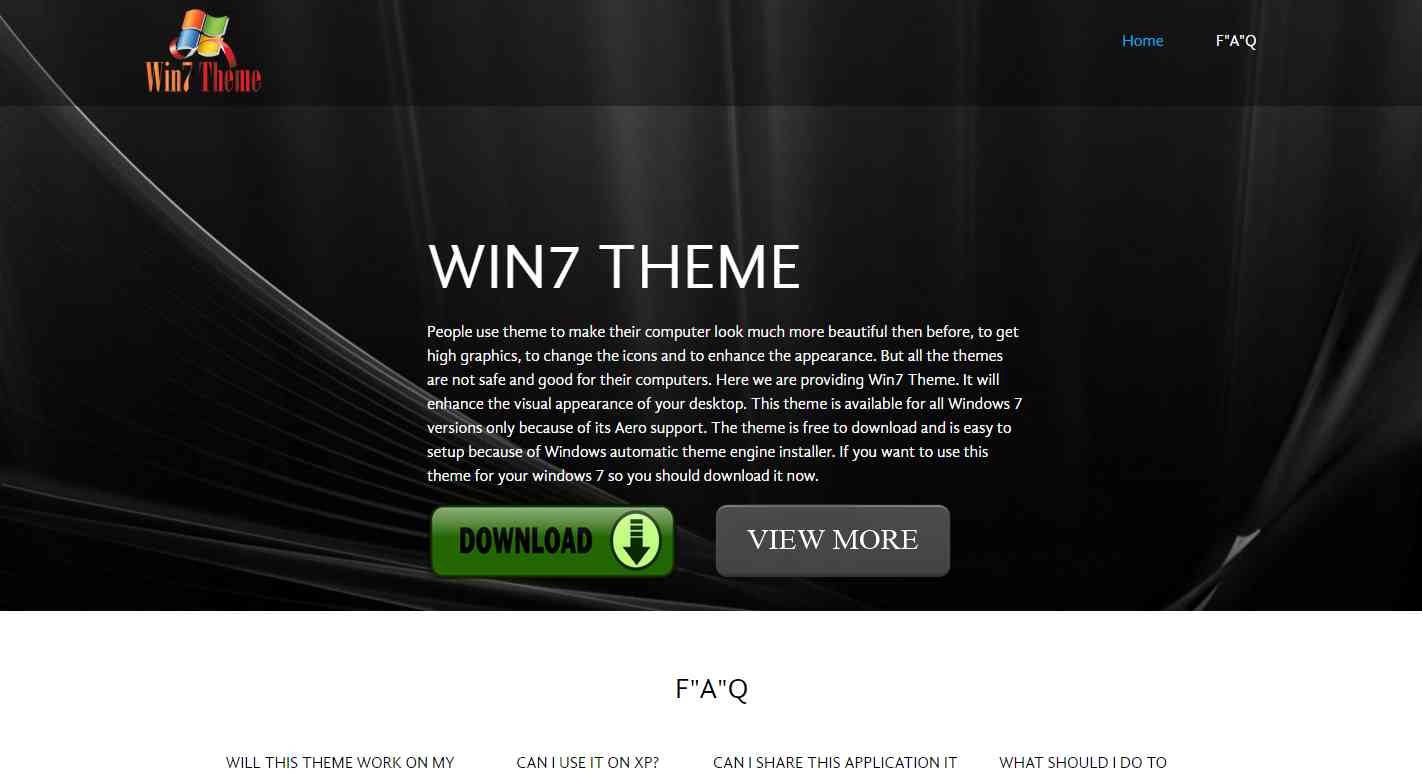 Win7 Theme
Home
F"A"Q
WIN7 THEME
People use theme to make their computer look much more beautiful then before, to get
high graphics, to change the icons and to enhance the appearance. But all the themes
are not safe and good for their computers. Here we are providing Win7 Theme. It will
enhance the visual appearance of your desktop. This theme is available for all Windows 7
versions only because of its Aero support. The theme is free to download and is easy to
setup because of Windows automatic theme engine installer. If you want to use this
theme for your windows 7 so you should download it now.
DOWNLOAD
VIEW MORE
F"A"Q
WILL THIS THEME WORK ON MY
CAN I USE IT ON XP?
CAN I SHARE THIS APPLICATION IT
WHAT SHOULD I DO TO